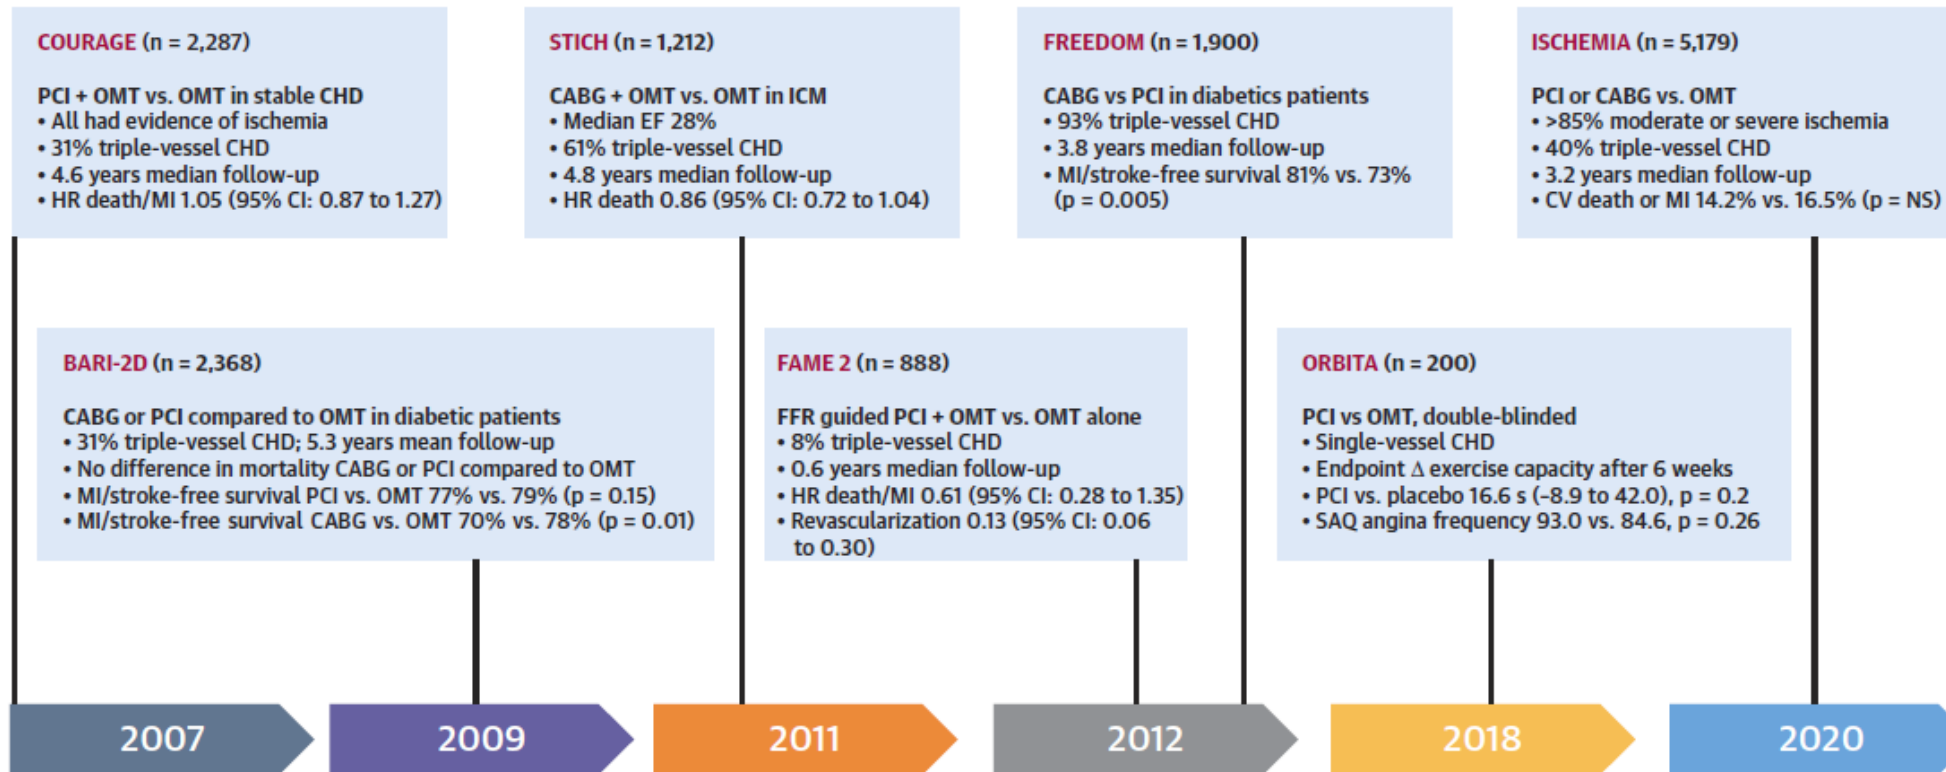 COURAGE (n = 2,287)
PCI + OMT vs. OMT in stable CHD
• All had evidence of ischemia
• 31% triple-vessel CHD
• 4.6 years median follow-up
• HR death/MI 1.05 (95% CI: 0.87 to 1.27)
STICH (n = 1,212)
CABG + OMT vs. OMT in ICM
• Median EF 28%
• 61% triple-vessel CHD
• 4.8 years median follow-up
• HR death 0.86 (95% CI: 0.72 to 1.04)
FREEDOM (n = 1,900)
CABG vs PCI in diabetics patients
• 93% triple-vessel CHD
• 3.8 years median follow-up
• MI/stroke-free survival 81% vs. 73%
(p = 0.005)
ISCHEMIA (n = 5,179)
PCI or CABG vs. OMT
• >85% moderate or severe ischemia
• 40% triple-vessel CHD
• 3.2 years median follow-up
• CV death or MI 14.2% vs. 16.5% (p = NS)
BARI-2D (n = 2,368)
CABG or PCI compared to OMT in diabetic patients
• 31% triple-vessel CHD; 5.3 years mean follow-up
• No difference in mortality CABG or PCI compared to OMT
• MI/stroke-free survival PCI vs. OMT 77% vs. 79% (p = 0.15)
• MI/stroke-free survival CABG vs. OMT 70% vs. 78% (p = 0.01)
FAME 2 (n = 888)
FFR guided PCI + OMT vs. OMT alone
• 8% triple-vessel CHD
• 0.6 years median follow-up
• HR death/MI 0.61 (95% CI: 0.28 to 1.35)
• Revascularization 0.13 (95% CI: 0.06
to 0.30)
ORBITA (n = 200)
PCI vs OMT, double-blinded
• Single-vessel CHD
• Endpoint Δ exercise capacity after 6 weeks
• PCI vs. placebo 16.6 s (–8.9 to 42.0), p = 0.2
• SAQ angina frequency 93.0 vs. 84.6, p = 0.26
2007
2009
2011
2012
2018
2020